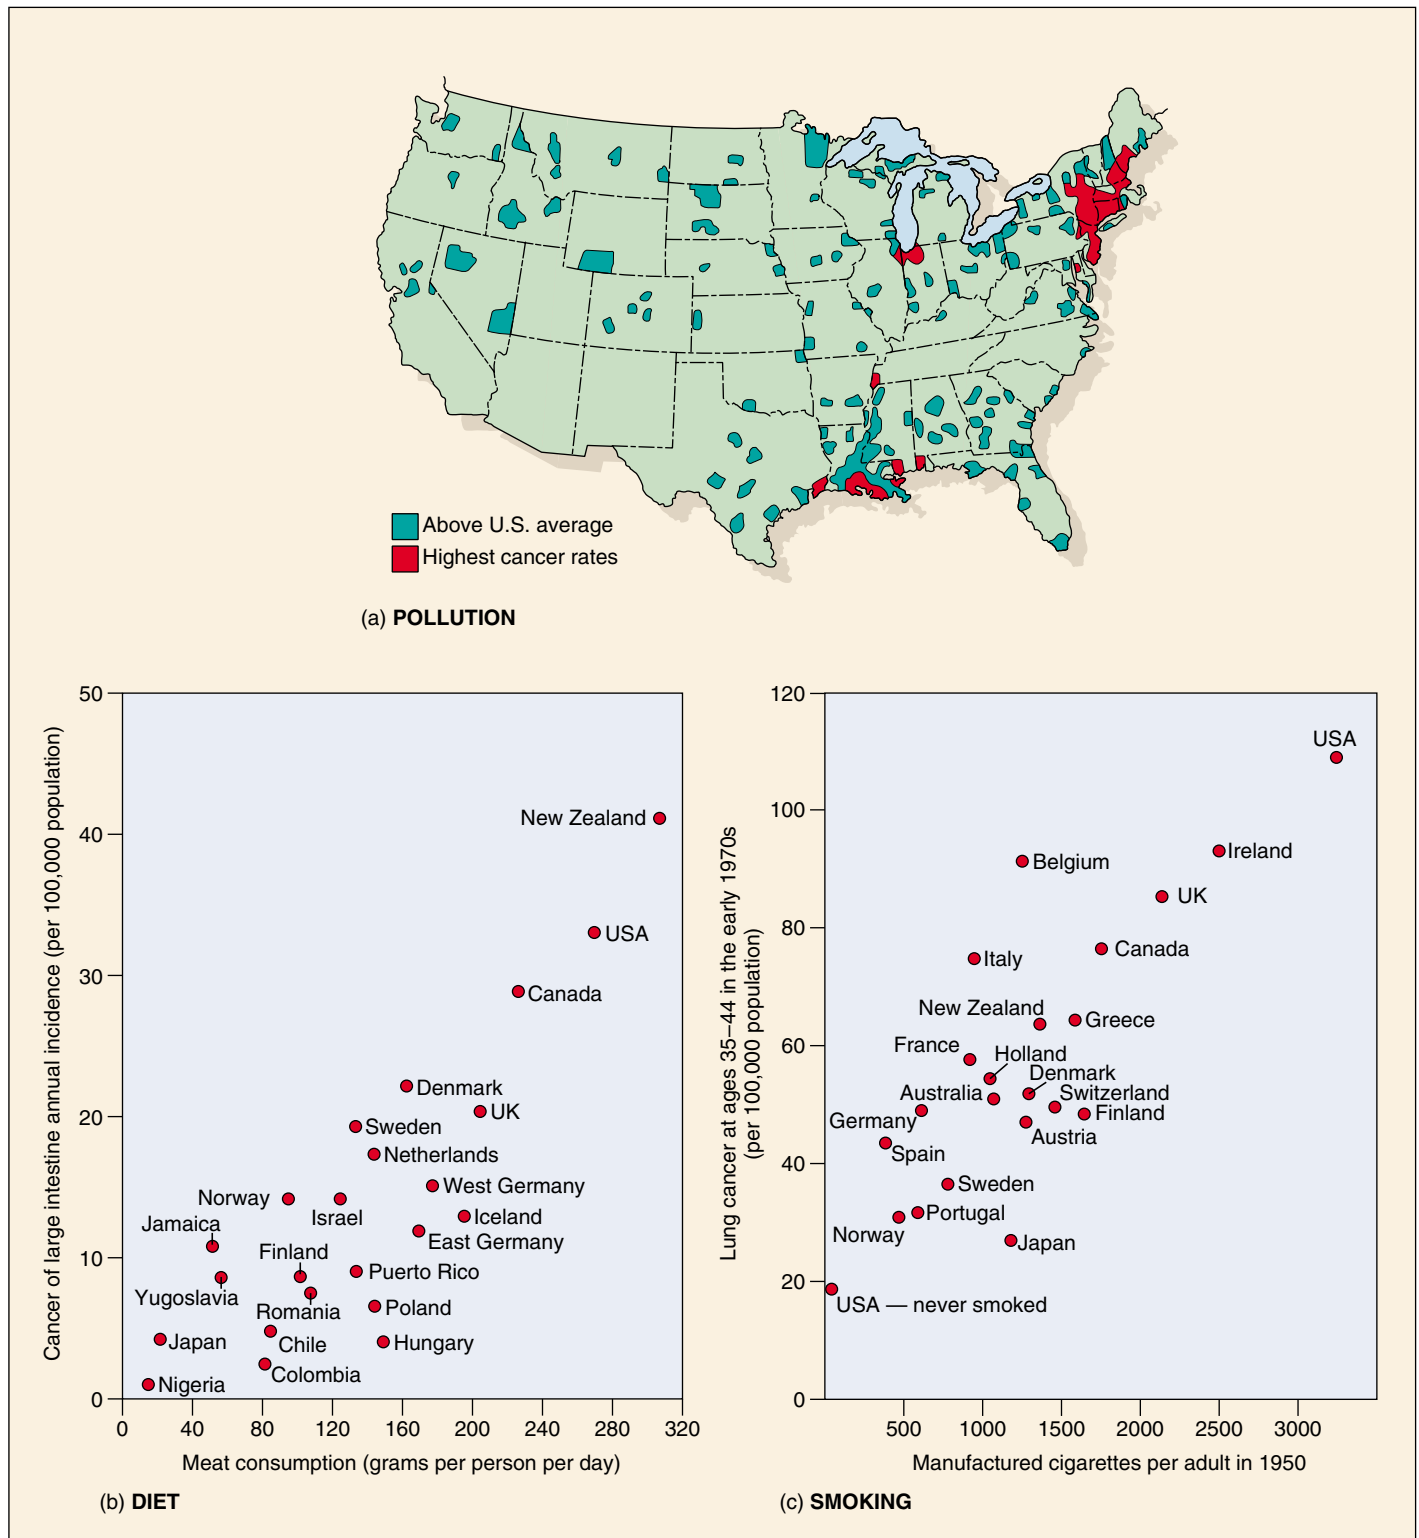 Above U.S. average
Highest cancer rates
(a) POLLUTION
50
40
30
20
10
0
0
40
80
120
160
200
240
280
320
Cancer of large intestine annual incidence (per 100,000 population)
New Zealand
USA
Canada
Denmark
UK
Sweden
Netherlands
West Germany
Norway
Israel
Iceland
Jamaica
East Germany
Finland
Puerto Rico
Yugoslavia
Romania
Poland
Japan
Chile
Hungary
Colombia
Nigeria
Meat consumption (grams per person per day)
(b) DIET
120
100
80
60
40
20
0
500
1000
1500
2000
2500
3000
Lung cancer at ages 35–44 in the early 1970s
(per 100,000 population)
USA
Ireland
Belgium
UK
Canada
Italy
New Zealand
Greece
France
Holland
Denmark
Australia
Switzerland
Finland
Germany
Austria
Spain
Sweden
Portugal
Norway
Japan
USA — never smoked
Manufactured cigarettes per adult in 1950
(c) SMOKING